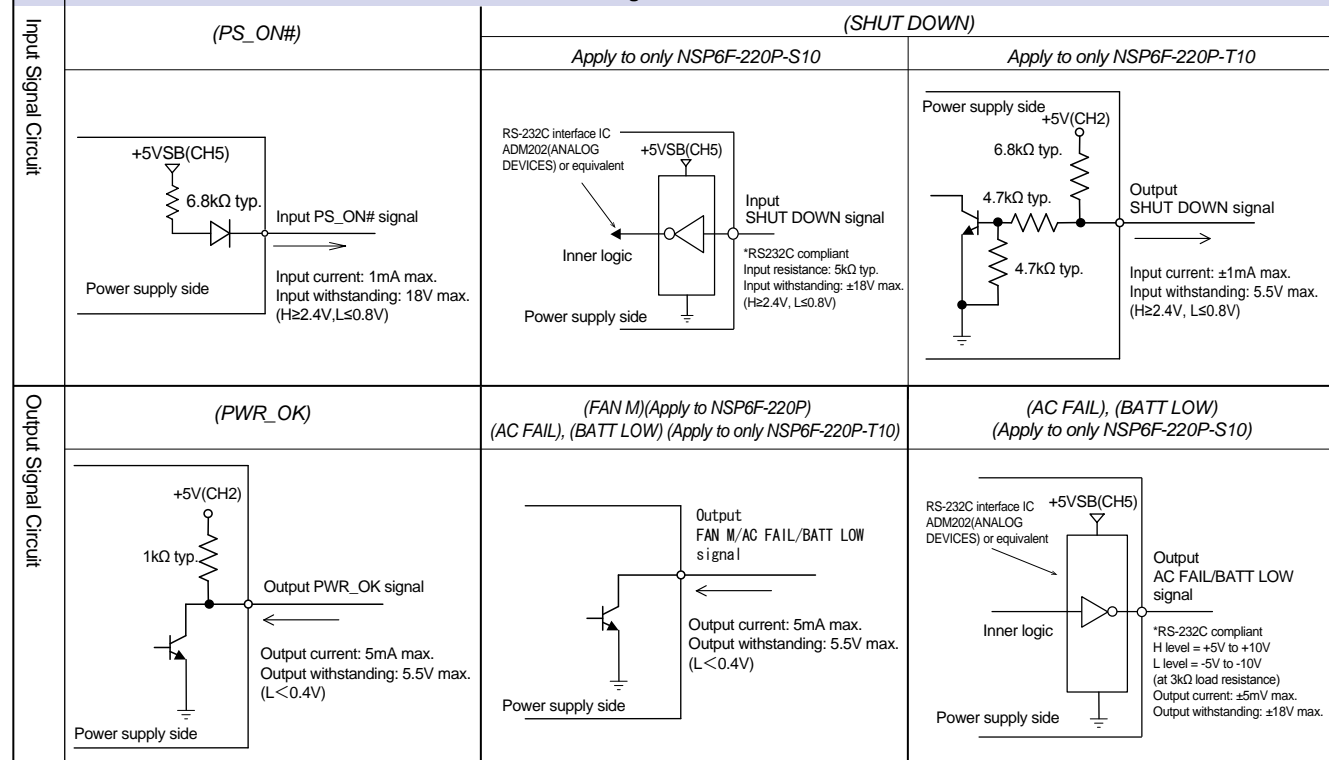 Input Signal Circuit
(PS_ON#)
+5VSB(CH5)
6.8kΩ typ.
Input PS_ON# signal
Input current: 1mA max.
Input withstanding: 18V max.
(H≥2.4V,L≤0.8V)
Power supply side
(SHUT DOWN)
Apply to only NSP6F-220P-S10
RS-232C interface IC
ADM202(ANALOG
DEVICES) or equivalent
+5VSB(CH5)
Input
SHUT DOWN signal
Inner logic
*RS232C compliant
Input resistance: 5kΩ typ.
Input withstanding: ±18V max.
(H≥2.4V, L≤0.8V)
Power supply side
Apply to only NSP6F-220P-T10
Power supply side
+5V(CH2)
6.8kΩ typ.
4.7kΩ typ.
Output
SHUT DOWN signal
4.7kΩ typ.
Input current: ±1mA max.
Input withstanding: 5.5V max.
(H≥2.4V, L≤0.8V)
Output Signal Circuit
(PWR_OK)
+5V(CH2)
1kΩ typ.
Output PWR_OK signal
Output current: 5mA max.
Output withstanding: 5.5V max.
(L<0.4V)
Power supply side
(FAN M)(Apply to NSP6F-220P)
(AC FAIL), (BATT LOW) (Apply to only NSP6F-220P-T10)
Output
FAN M/AC FAIL/BATT LOW
signal
Output current: 5mA max.
Output withstanding: 5.5V max.
(L<0.4V)
Power supply side
(AC FAIL), (BATT LOW)
(Apply to only NSP6F-220P-S10)
RS-232C interface IC
ADM202(ANALOG
DEVICES) or equivalent
+5VSB(CH5)
Output
AC FAIL/BATT LOW
signal
Inner logic
*RS-232C compliant
H level = +5V to +10V
L level = -5V to -10V
(at 3kΩ load resistance)
Output current: ±5mV max.
Output withstanding: ±18V max.
Power supply side